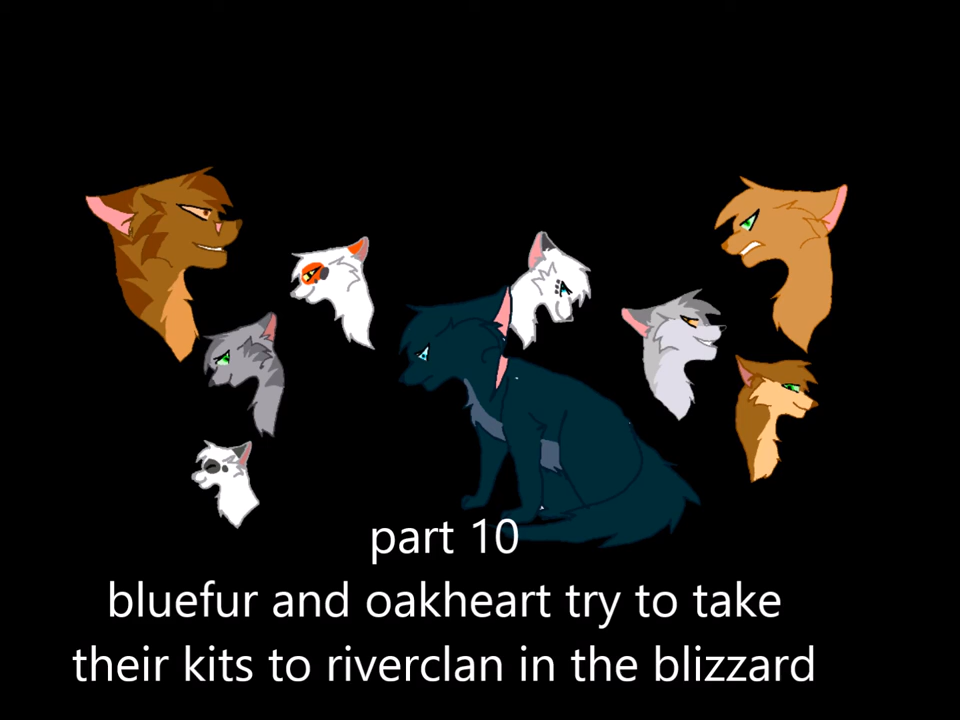 part 10
bluefur and oakheart try to take
their kits to riverclan in the blizzard